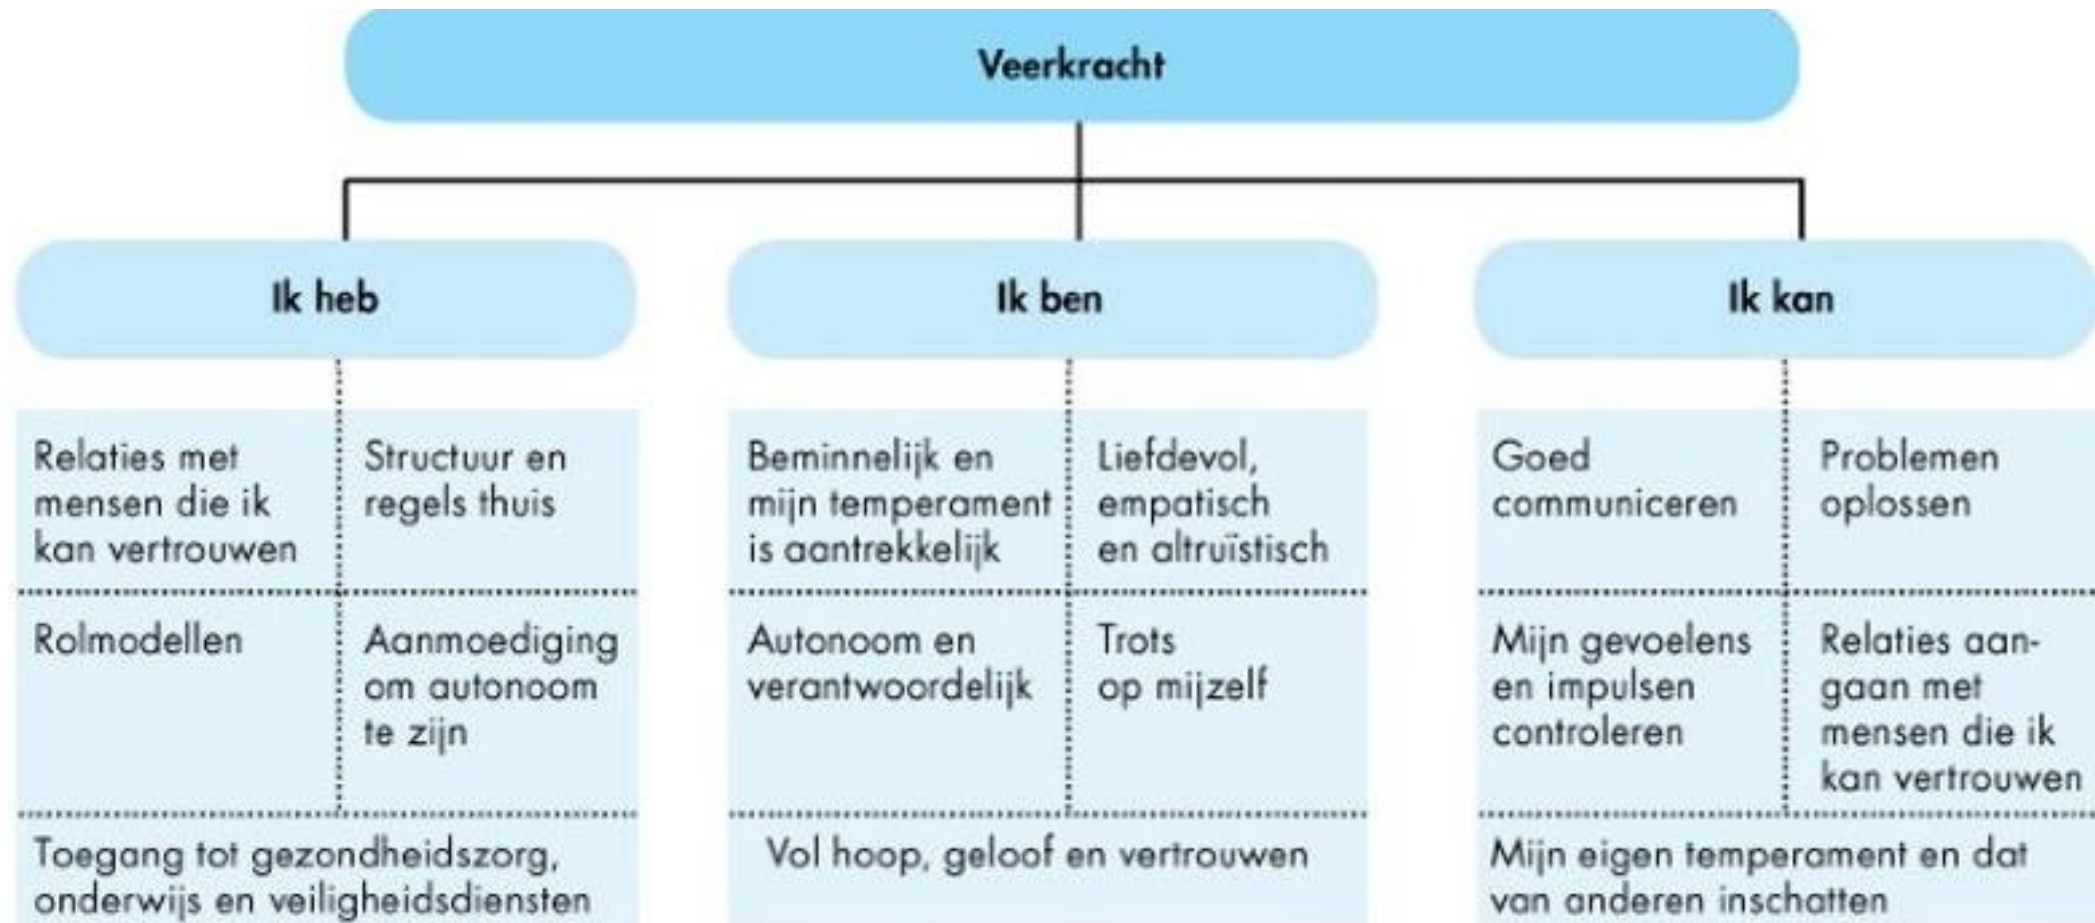 Veerkracht
Ik heb
Ik ben
Ik kan
Relaties met
mensen die ik
kan vertrouwen
Structuur en
regels thuis
Rolmodellen
Aanmoediging
om autonoom
te zijn
Toegang tot gezondheidszorg,
onderwijs en veiligheidsdiensten
Beminnelijk en
mijn temperament
is aantrekkelijk
Liefdevol,
empatisch
en altruïstisch
Autonoom en
verantwoordelijk
Trots
op mijzelf
Vol hoop, geloof en vertrouwen
Goed
communiceren
Problemen
oplossen
Mijn gevoelens
en impulsen
controleren
Relaties aan-
gaan met
mensen die ik
kan vertrouwen
Mijn eigen temperament en dat
van anderen inschatten